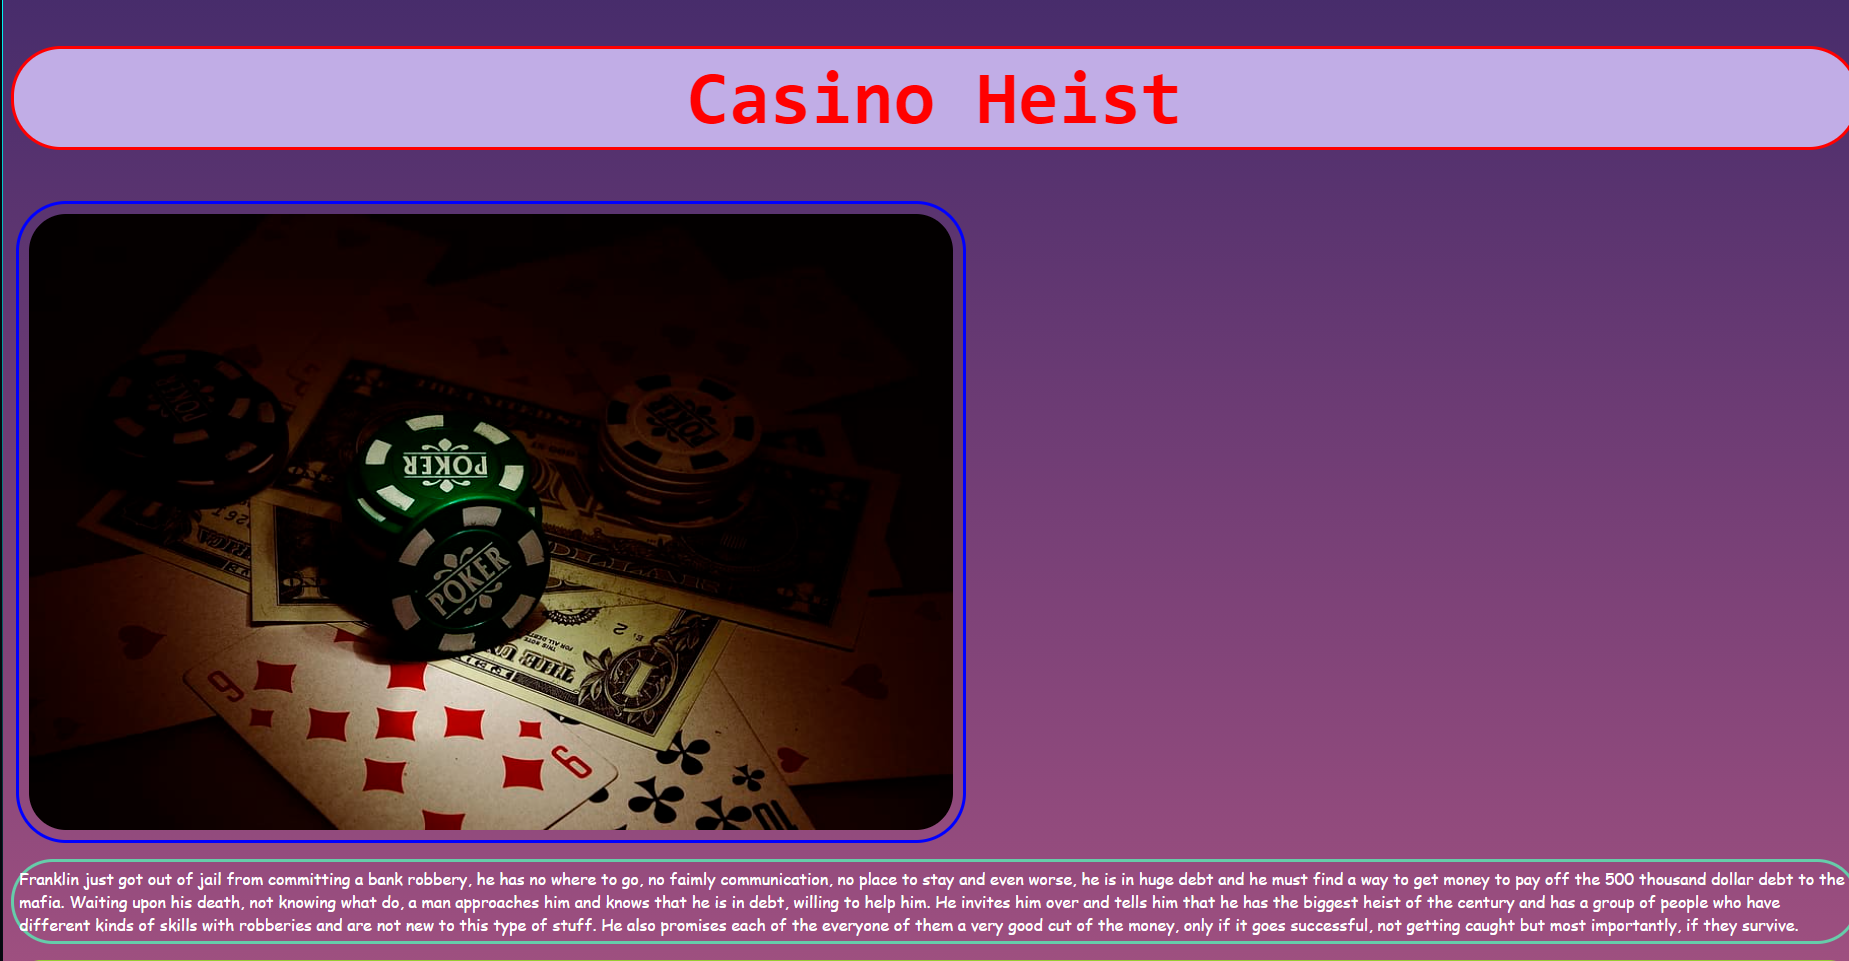 Casino Heist
POKER
POKER
POKER
9
9
10
Franklin just got out of jail from committing a bank robbery, he has no where to go, no faimly communication, no place to stay and even worse, he is in huge debt and he must find a way to get money to pay off the 500 thousand dollar debt to the
mafia. Waiting upon his death, not knowing what do, a man approaches him and knows that he is in debt, willing to help him. He invites him over and tells him that he has the biggest heist of the century and has a group of people who have
different kinds of skills with robberies and are not new to this type of stuff. He also promises each of the everyone of them a very good cut of the money, only if it goes successful, not getting caught but most importantly, if they survive.